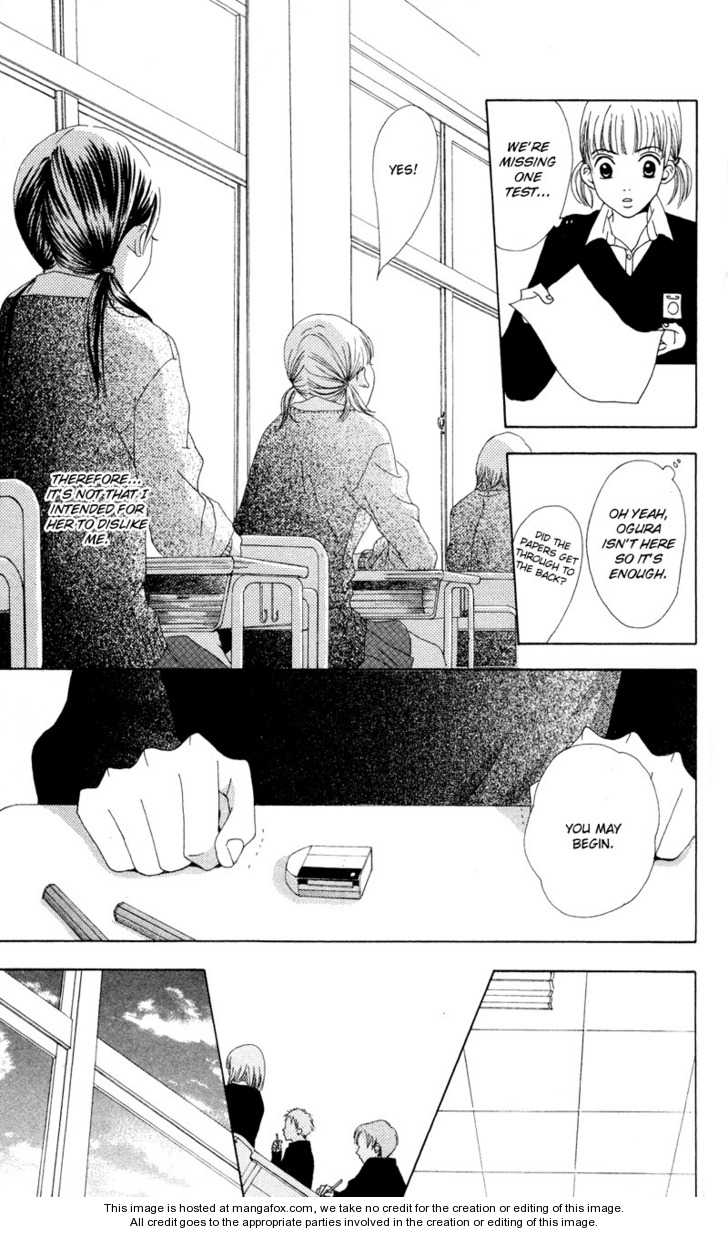 WE'RE
MISSING
ONE
TEST...
YES!
OH YEAH,
OGURA
ISN'T HERE
SO IT'S
ENOUGH.
DID THE
PAPERS GET
THROUGH TO
THE BACK?
THEREFORE...
IT'S NOT THAT I
INTENDED FOR
HER TO DISLIKE
ME.
YOU MAY
BEGIN.
This image is hosted at mangafox.com, we take no credit for the creation or editing of this image.
All credit goes to the appropriate parties involved in the creation or editing of this image.